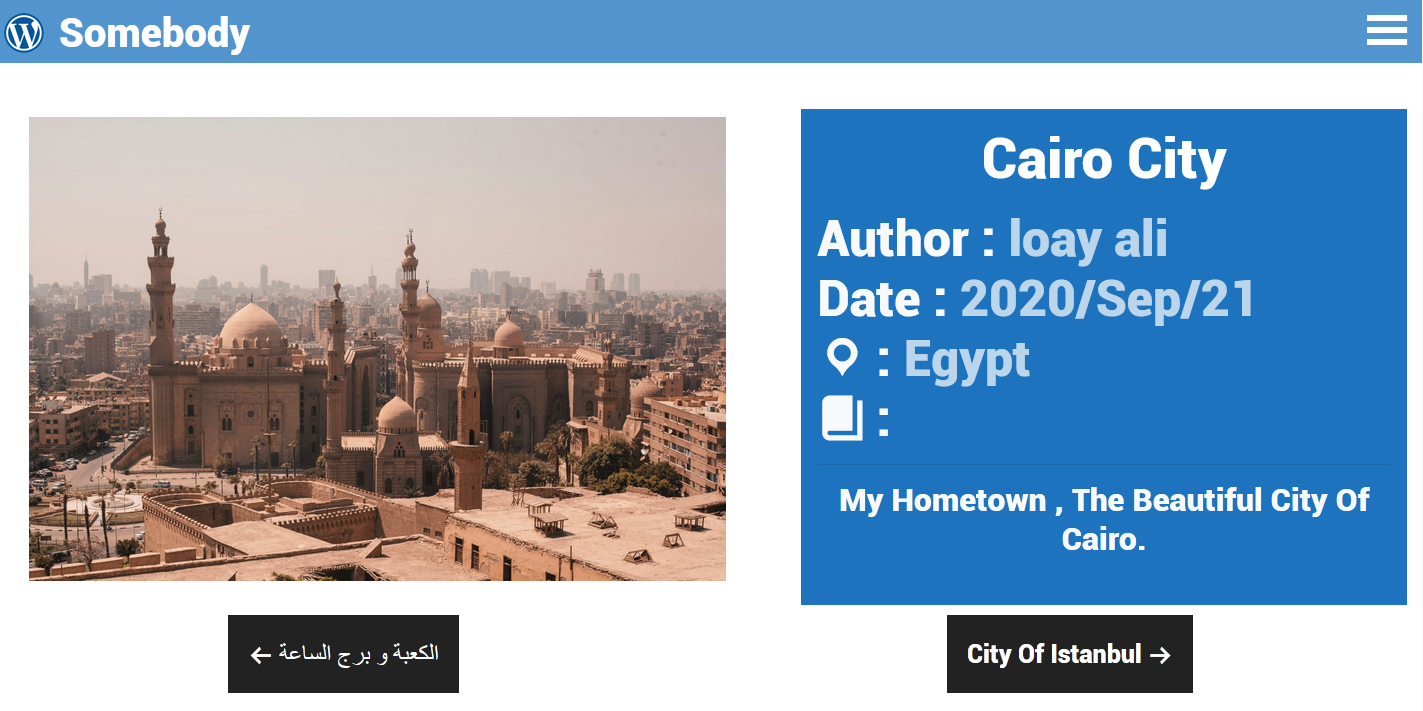 Somebody
Cairo City
Author : loay ali
Date : 2020/Sep/21
: Egypt
:
My Hometown , The Beautiful City Of
Cairo.
← الكعبة و برج الساعة
City Of Istanbul →